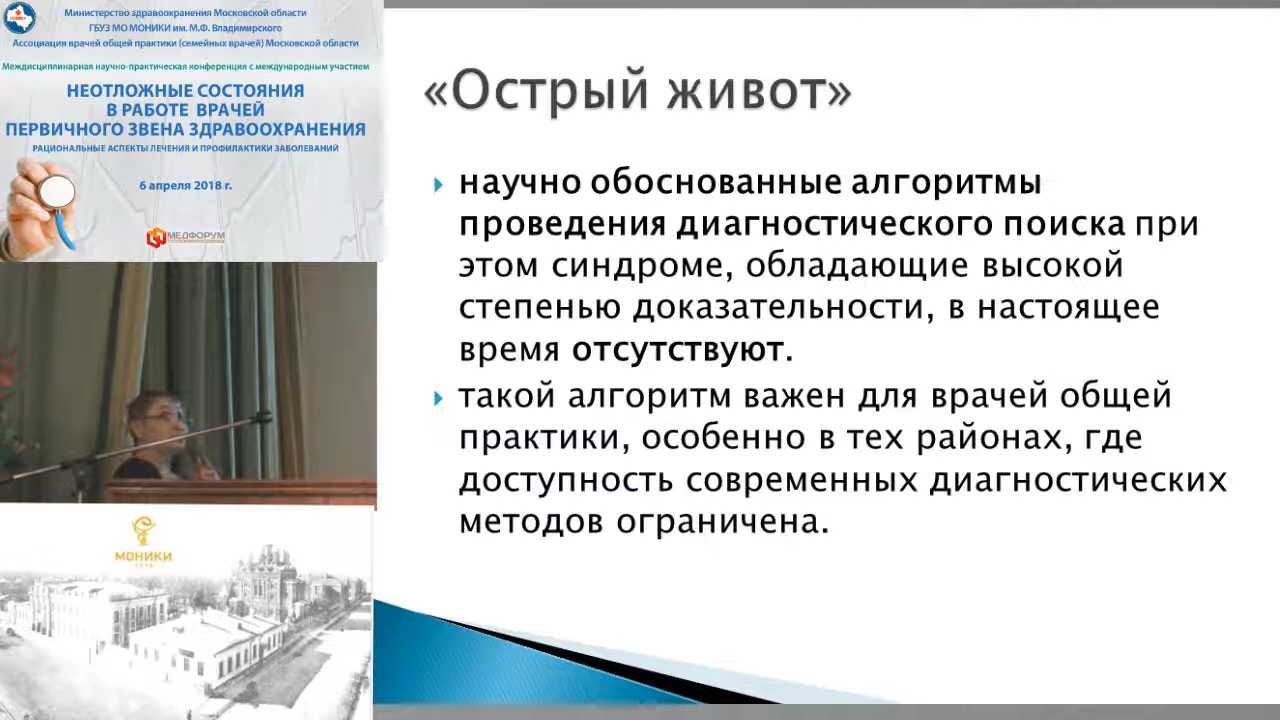 Министерство здравоохранения Московской области
ГБУЗ МО МОНИКИ им. М.Ф. Владимирского
Ассоциация врачей общей практики (семейных врачей) Московской области
Междисциплинарная научно-практическая конференция с международным участием
НЕОТЛОЖНЫЕ СОСТОЯНИЯ
В РАБОТЕ ВРАЧЕЙ
ПЕРВИЧНОГО ЗВЕНА ЗДРАВООХРАНЕНИЯ
РАЦИОНАЛЬНЫЕ АСПЕКТЫ ЛЕЧЕНИЯ И ПРОФИЛАКТИКИ ЗАБОЛЕВАНИЙ
6 апреля 2018 г.
МЕДФОРУМ
МОНИКИ
«Острый живот»
научно обоснованные алгоритмы
проведения диагностического поиска при
этом синдроме, обладающие высокой
степенью доказательности, в настоящее
время отсутствуют.
такой алгоритм важен для врачей общей
практики, особенно в тех районах, где
доступность современных диагностических
методов ограничена.